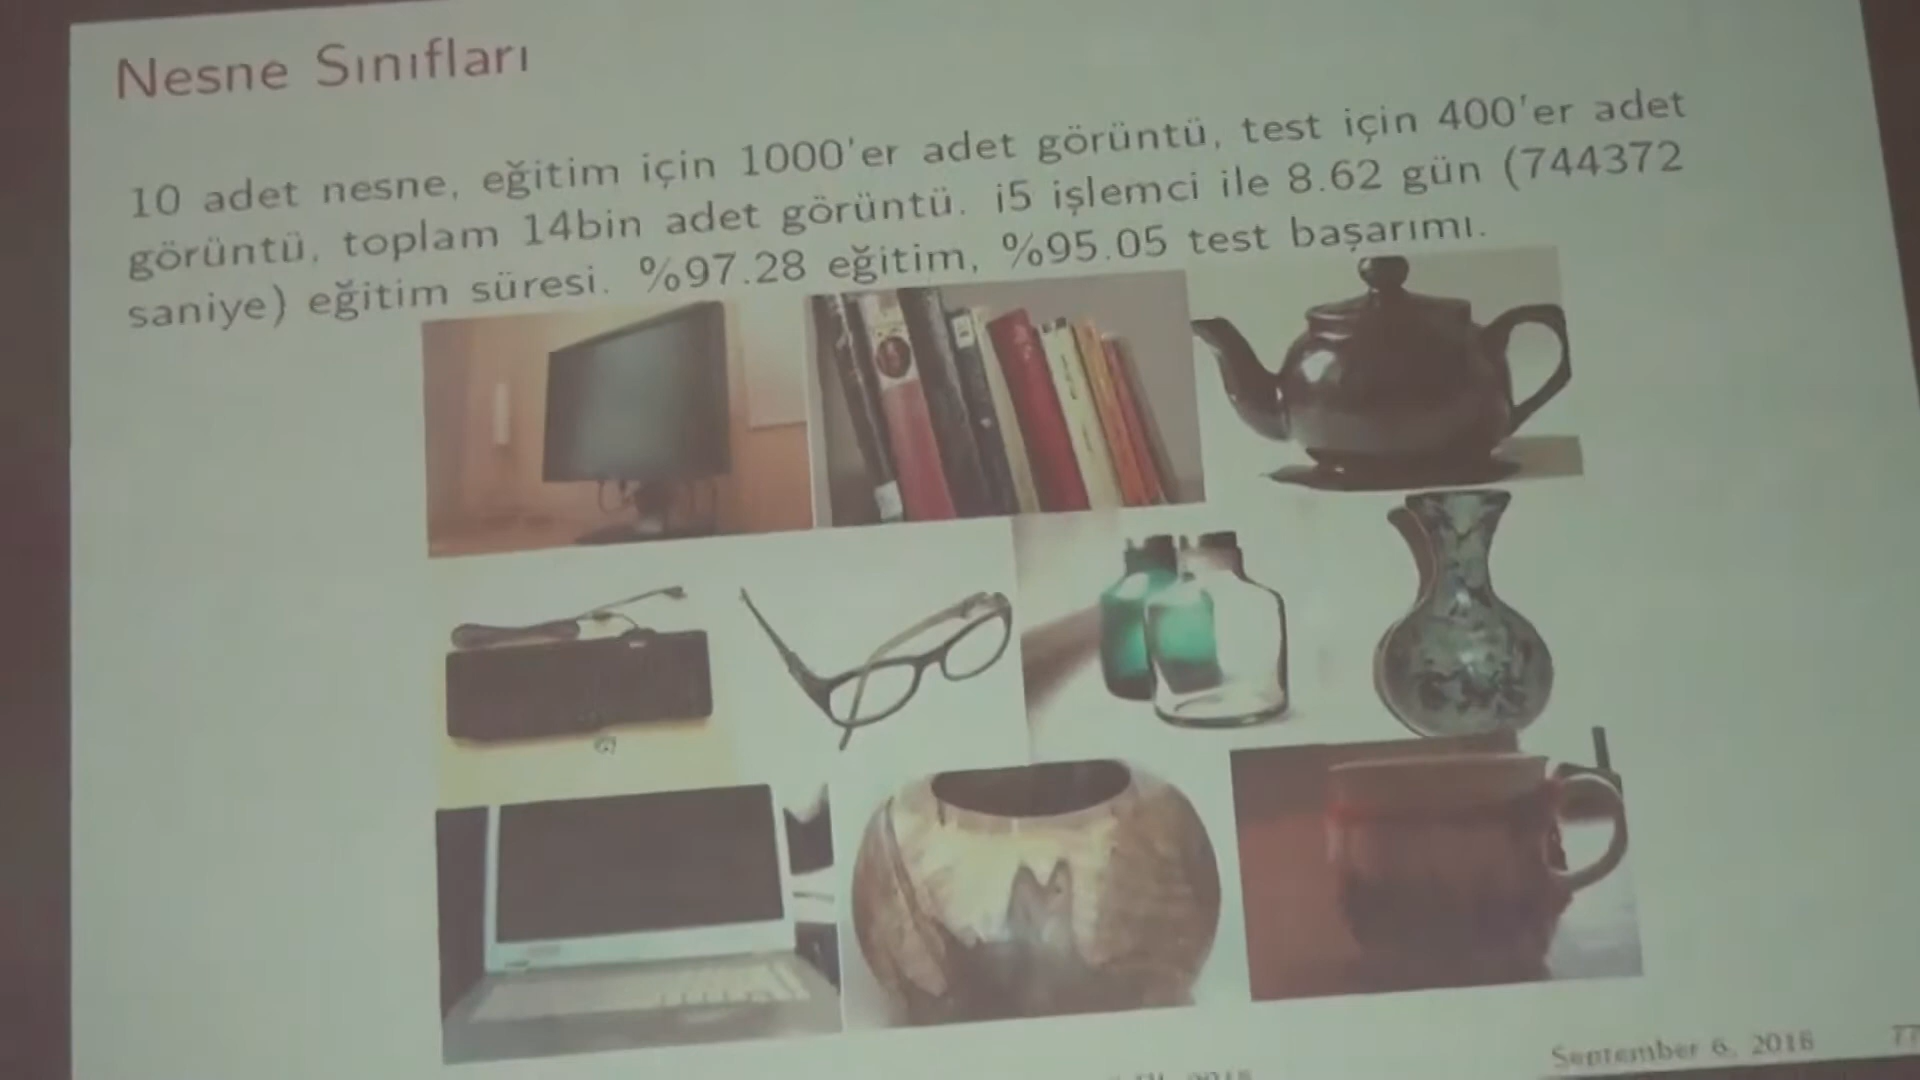 Nesne Sınıfları
10 adet nesne, eğitim için 1000'er adet görüntü, test için 400'er adet
görüntü, toplam 14bin adet görüntü. i5 işlemci ile 8.62 gün (744372
saniye) eğitim süresi. %97.28 eğitim, %95.05 test başarımı.
September 6, 2018
77